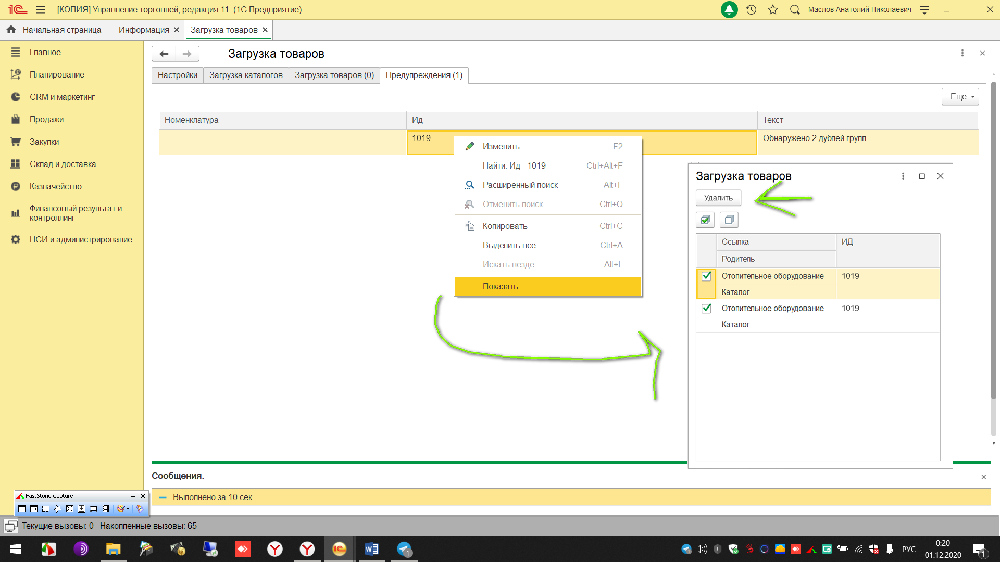 [КОПИЯ] Управление торговлей, редакция 11 (1С:Предприятие)
Маслов Анатолий Николаевич
Начальная страница
Информация
Загрузка товаров
Главное
Планирование
CRM и маркетинг
Продажи
Закупки
Склад и доставка
Казначейство
Финансовый результат и
контроллинг
НСИ и администрирование
Загрузка товаров
Настройки
Загрузка каталогов
Загрузка товаров (0)
Предупреждения (1)
Еще
Номенклатура
Ид
Текст
1019
Обнаружено 2 дублей групп
Изменить F2
Найти: Ид - 1019 Ctrl+Alt+F
Расширенный поиск Alt+F
Отменить поиск Ctrl+Q
Копировать Ctrl+C
Выделить все Ctrl+A
Искать везде Alt+L
Показать
Загрузка товаров
Удалить
Ссылка
ИД
Родитель
Отопительное оборудование 1019
Каталог
Отопительное оборудование 1019
Каталог
Сообщения:
Выполнено за 10 сек.
FastStone Capture
Текущие вызовы: 0 Накопленные вызовы: 65
РУС
0:20
01.12.2020
1
1